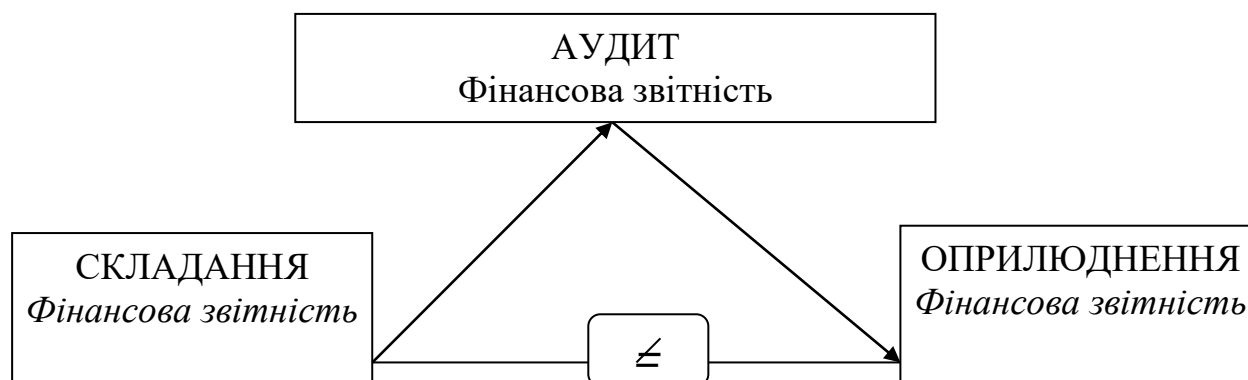 АУДИТ
Фінансова звітність
СКЛАДАННЯ
Фінансова звітність
ОПРИЛЮДНЕННЯ
Фінансова звітність
≠